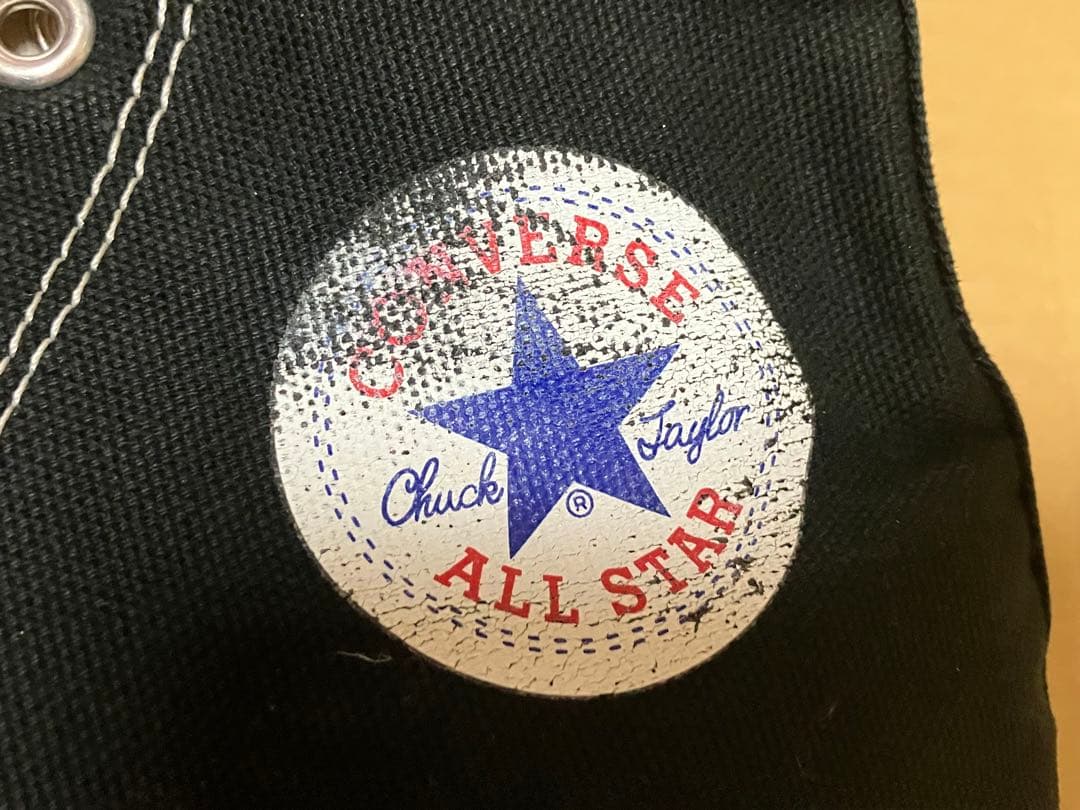 CONVERSE
Chuck Taylor
®
ALL STAR